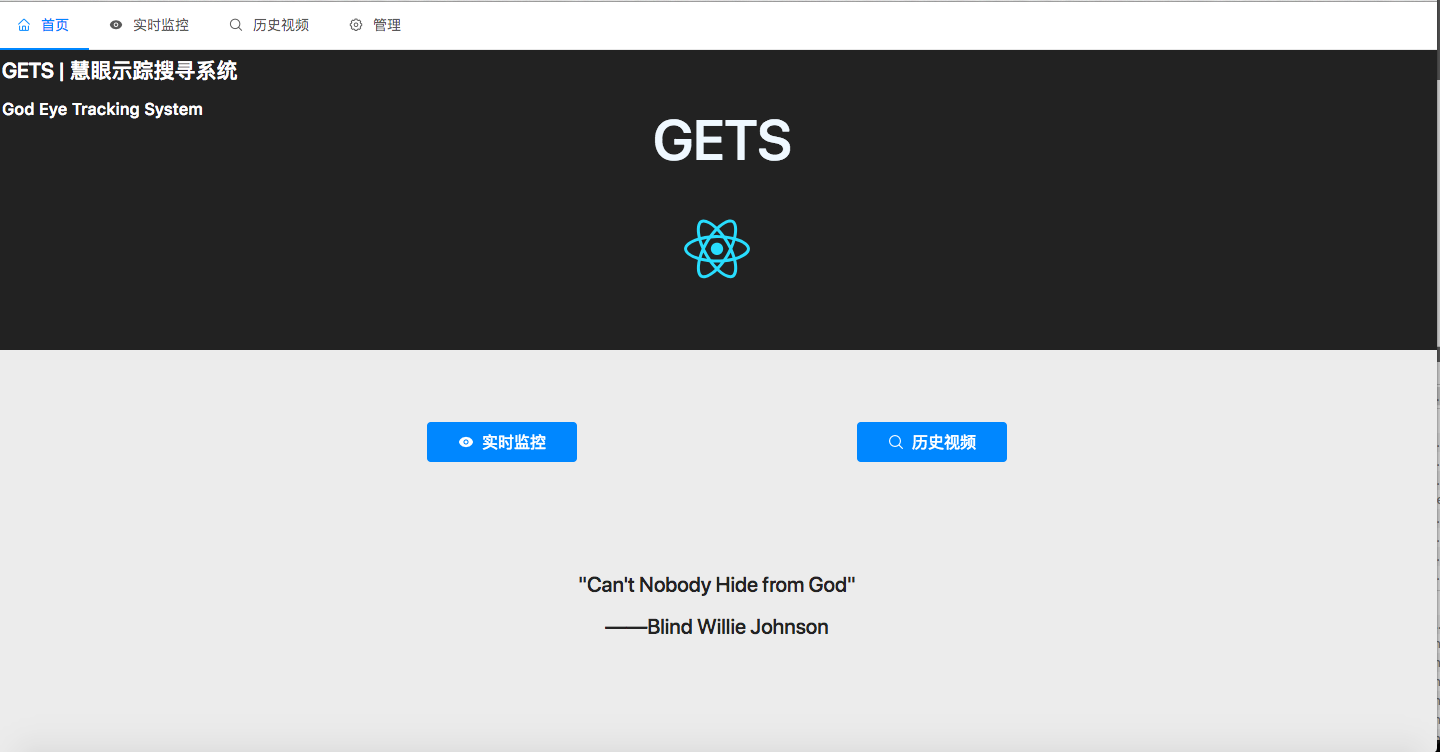 首页 实时监控 历史视频 管理
GETS | 慧眼示踪搜寻系统
God Eye Tracking System
GETS
实时监控 历史视频
"Can't Nobody Hide from God"
——Blind Willie Johnson